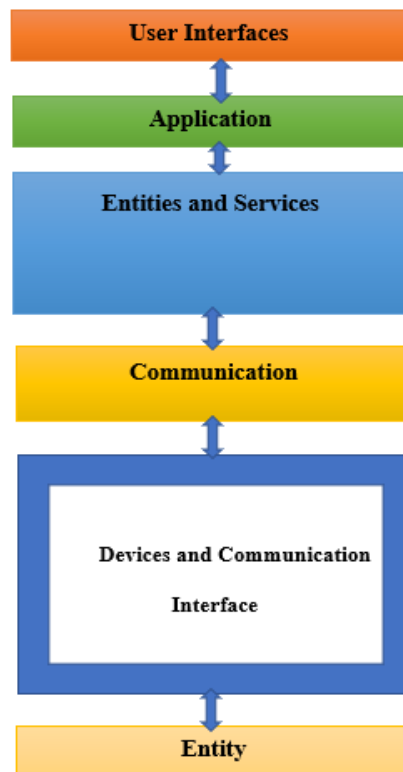 User Interfaces
Application
Entities and Services
Communication
Devices and Communication
Interface
Entity